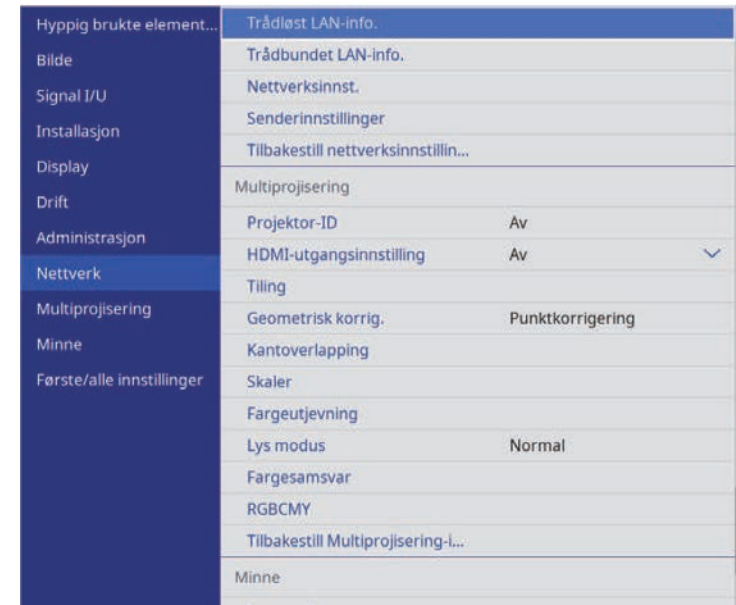 Hyppig brukte element...
Bilde
Signal I/U
Installasjon
Display
Drift
Administrasjon
Nettverk
Multiprojisering
Minne
Første/alle innstillinger
Trådløst LAN-info.
Trådbundet LAN-info.
Nettverksinnst.
Senderinnstillinger
Tilbakestill nettverksinnstillin...
Multiprojisering
Projektor-ID Av
HDMI-utgangsinnstilling Av
Tiling
Geometrisk korrig. Punktkorrigering
Kantoverlapping
Skaler
Fargeutjevning
Lys modus Normal
Fargesamsvar
RGBCMY
Tilbakestill Multiprojisering-i...
Minne